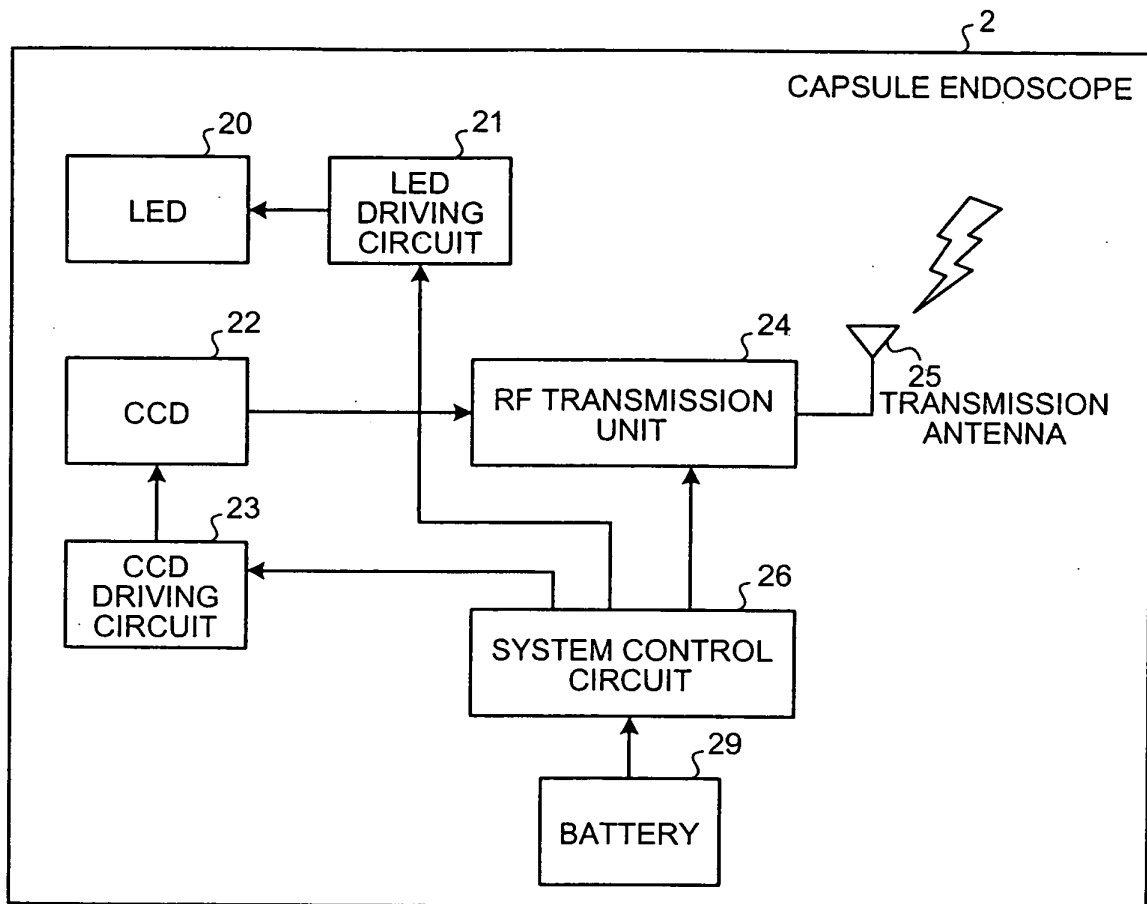 2
CAPSULE ENDOSCOPE
20
LED
21
LED
DRIVING
CIRCUIT
22
CCD
24
RF TRANSMISSION
UNIT
25
TRANSMISSION
ANTENNA
23
CCD
DRIVING
CIRCUIT
26
SYSTEM CONTROL
CIRCUIT
29
BATTERY